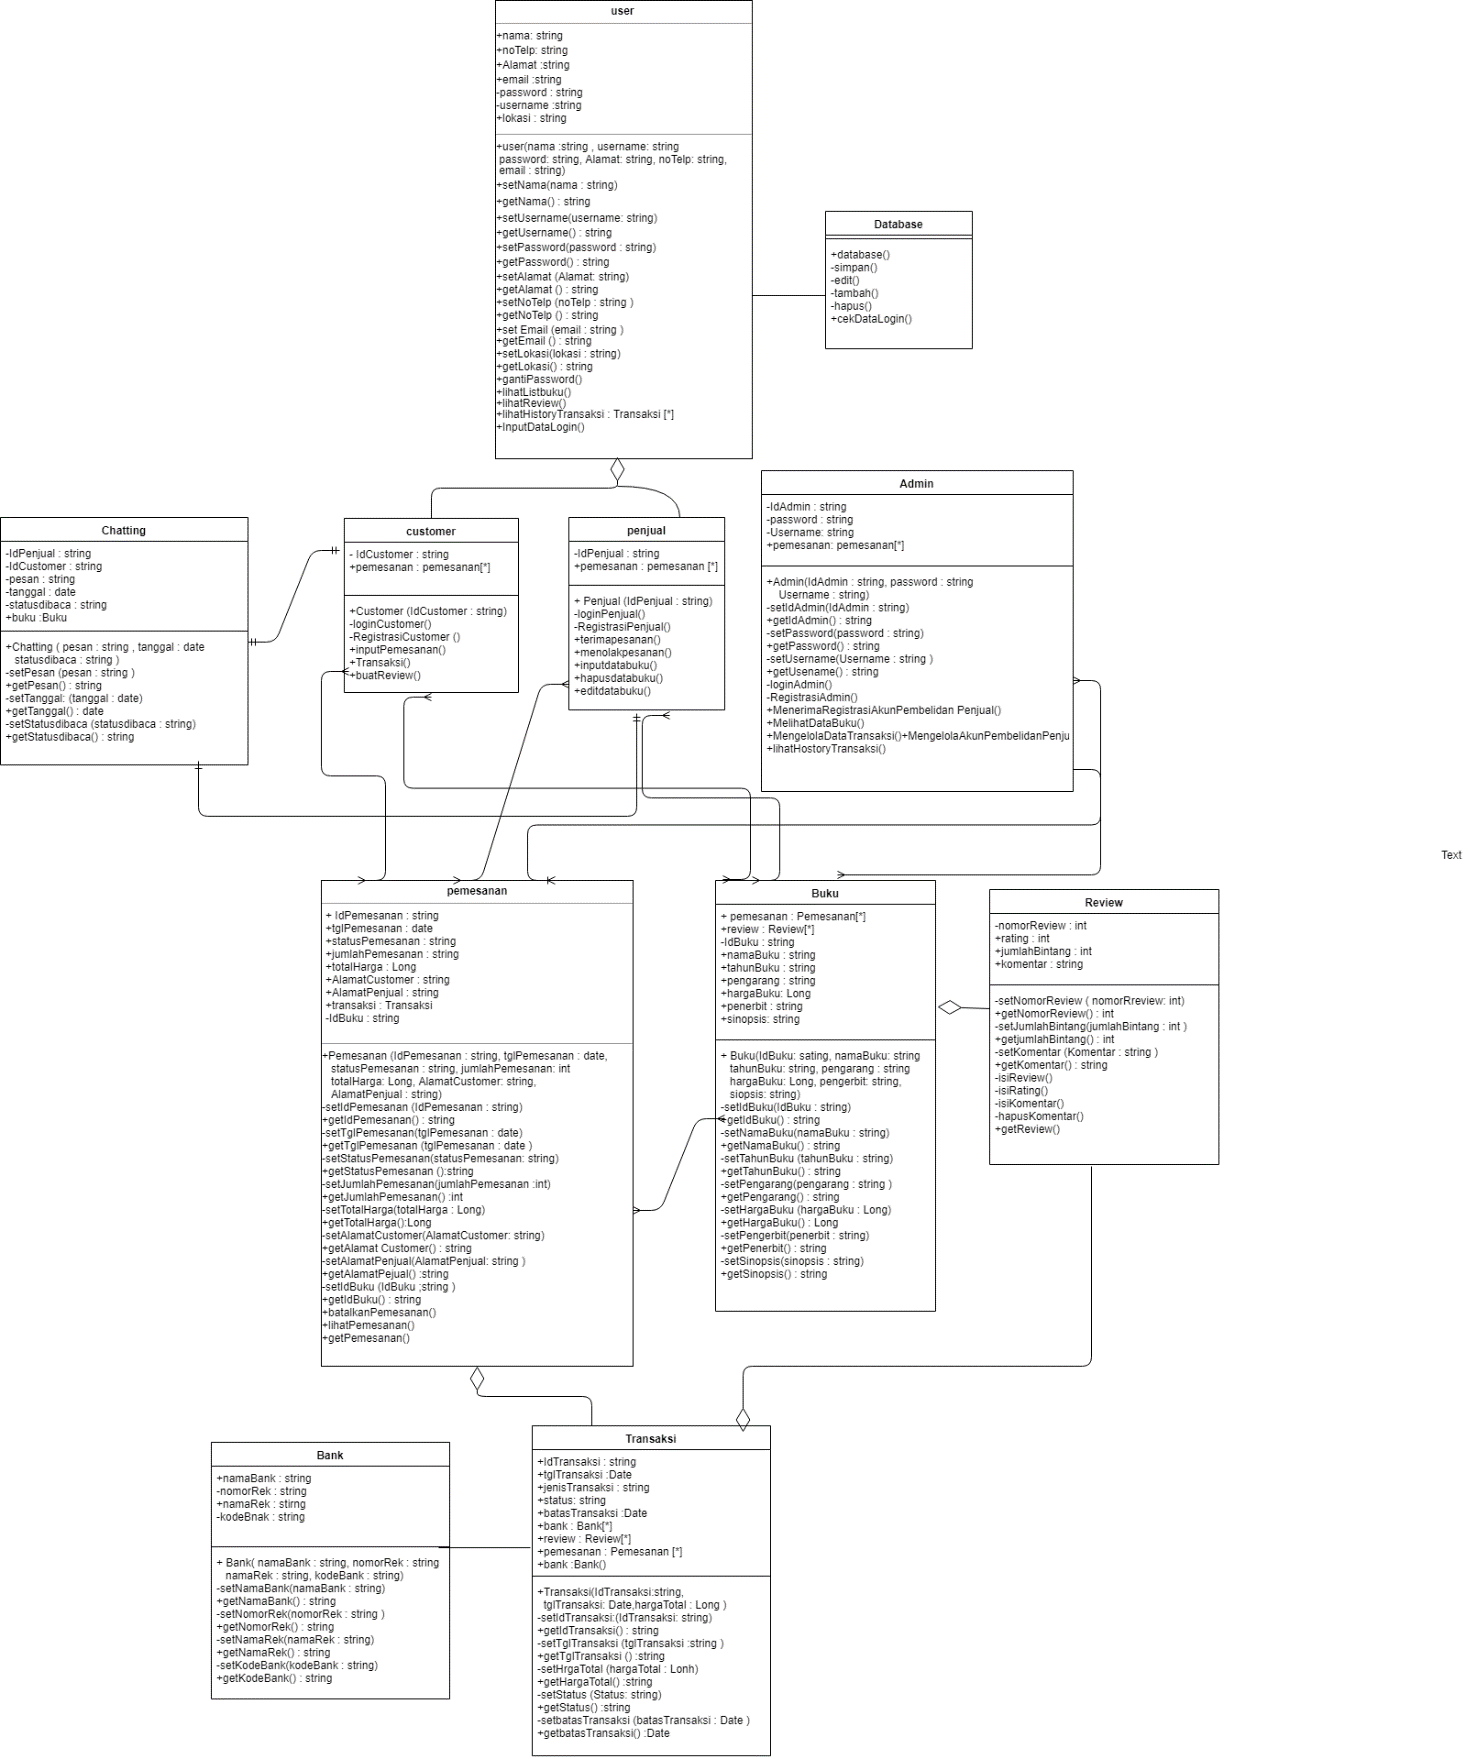 user
+nama: string
+noTelp: string
+Alamat :string
+email :string
-password : string
-username :string
+lokasi : string
+user(nama :string , username: string
password: string, Alamat: string, noTelp: string,
email : string)
+setNama(nama : string)
+getNama() : string
+setUsername(username: string)
+getUsername() : string
+setPassword(password : string)
+getPassword() : string
+setAlamat (Alamat: string)
+getAlamat () : string
+setNoTelp (noTelp : string )
+getNoTelp () : string
+set Email (email : string )
+getEmail () : string
+setLokasi(lokasi : string)
+getLokasi() : string
+gantiPassword()
+lihatListbuku()
+lihatReview()
+lihatHistoryTransaksi : Transaksi [*]
+InputDataLogin()
Database
+database()
-simpan()
-edit()
-tambah()
-hapus()
+cekDataLogin()
Chatting
-IdPenjual : string
-IdCustomer : string
-pesan : string
-tanggal : date
-statusdibaca : string
+buku :Buku
+Chatting ( pesan : string , tanggal : date
statusdibaca : string )
-setPesan (pesan : string )
+getPesan() : string
-setTanggal: (tanggal : date)
+getTanggal() : date
-setStatusdibaca (statusdibaca : string)
+getStatusdibaca() : string
customer
- IdCustomer : string
+pemesanan : pemesanan[*]
+Customer (IdCustomer : string)
-loginCustomer()
-RegistrasiCustomer ()
+inputPemesanan()
+Transaksi()
+buatReview()
penjual
-IdPenjual : string
+pemesanan : pemesanan [*]
+ Penjual (IdPenjual : string)
-loginPenjual()
-RegistrasiPenjual()
+terimapesanan()
+menolakpesanan()
+inputdatabuku()
+hapusdatabuku()
+editdatabuku()
Admin
-IdAdmin : string
-password : string
-Username: string
+pemesanan: pemesanan[*]
+Admin(IdAdmin : string, password : string
Username : string)
-setIdAdmin(IdAdmin : string)
+getIdAdmin() : string
-setPassword(password : string)
+getPassword() : string
-setUsername(Username : string )
+getUsename() : string
-loginAdmin()
-RegistrasiAdmin()
+MenerimaRegistrasiAkunPembelidan Penjual()
+MelihatDataBuku()
+MengelolaDataTransaksi()+MengelolaAkunPembelidanPenju
+lihatHostoryTransaksi()
Text
pemesanan
+ IdPemesanan : string
+tglPemesanan : date
+statusPemesanan : string
+jumlahPemesanan : string
+totalHarga : Long
+AlamatCustomer : string
+AlamatPenjual : string
+transaksi : Transaksi
-IdBuku : string
+Pemesanan (IdPemesanan : string, tglPemesanan : date,
statusPemesanan : string, jumlahPemesanan: int
totalHarga: Long, AlamatCustomer: string,
AlamatPenjual : string)
-setIdPemesanan (IdPemesanan : string)
+getIdPemesanan() : string
-setTglPemesanan(tglPemesanan : date)
+getTglPemesanan (tglPemesanan : date )
-setStatusPemesanan(statusPemesanan: string)
+getStatusPemesanan ():string
-setJumlahPemesanan(jumlahPemesanan :int)
+getJumlahPemesanan() :int
-setTotalHarga(totalHarga : Long)
+getTotalHarga():Long
-setAlamatCustomer(AlamatCustomer: string)
+getAlamat Customer() : string
-setAlamatPenjual(AlamatPenjual: string )
+getAlamatPejual() :string
-setIdBuku (IdBuku ;string )
+getIdBuku() : string
+batalkanPemesanan()
+lihatPemesanan()
+getPemesanan()
Buku
+ pemesanan : Pemesanan[*]
+review : Review[*]
-IdBuku : string
+namaBuku : string
+tahunBuku : string
+pengarang : string
+hargaBuku: Long
+penerbit : string
+sinopsis: string
+ Buku(IdBuku: sating, namaBuku: string
tahunBuku: string, pengarang : string
hargaBuku: Long, pengerbit: string,
siopsis: string)
-setIdBuku(IdBuku : string)
+getIdBuku() : string
-setNamaBuku(namaBuku : string)
+getNamaBuku() : string
-setTahunBuku (tahunBuku : string)
+getTahunBuku() : string
-setPengarang(pengarang : string )
+getPengarang() : string
-setHargaBuku (hargaBuku : Long)
+getHargaBuku() : Long
-setPengerbit(penerbit : string)
+getPenerbit() : string
-setSinopsis(sinopsis : string)
+getSinopsis() : string
Review
-nomorReview : int
+rating : int
+jumlahBintang : int
+komentar : string
-setNomorReview ( nomorRreview: int)
+getNomorReview() : int
-setJumlahBintang(jumlahBintang : int )
+getjumlahBintang() : int
-setKomentar (Komentar : string )
+getKomentar() : string
-isiReview()
-isiRating()
-isiKomentar()
-hapusKomentar()
+getReview()
Bank
+namaBank : string
-nomorRek : string
+namaRek : stirng
-kodeBnak : string
+ Bank( namaBank : string, nomorRek : string
namaRek : string, kodeBank : string)
-setNamaBank(namaBank : string)
+getNamaBank() : string
-setNomorRek(nomorRek : string )
+getNomorRek() : string
-setNamaRek(namaRek : string)
+getNamaRek() : string
-setKodeBank(kodeBank : string)
+getKodeBank() : string
Transaksi
+IdTransaksi : string
+tglTransaksi :Date
+jenisTransaksi : string
+status: string
+batasTransaksi :Date
+bank : Bank[*]
+review : Review[*]
+pemesanan : Pemesanan [*]
+bank :Bank()
+Transaksi(IdTransaksi:string,
tglTransaksi: Date,hargaTotal : Long )
-setIdTransaksi:(IdTransaksi: string)
+getIdTransaksi() : string
-setTglTransaksi (tglTransaksi :string )
+getTglTransaksi () :string
-setHrgaTotal (hargaTotal : Lonh)
+getHargaTotal() :string
-setStatus (Status: string)
+getStatus() :string
-setbatasTransaksi (batasTransaksi : Date )
+getbatasTransaksi() :Date